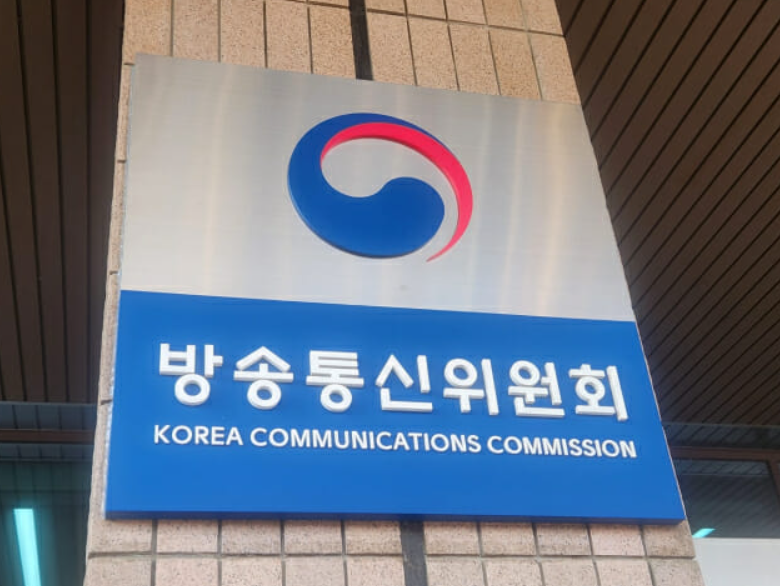 방송통신위원회
KOREA COMMUNICATIONS COMMISSION